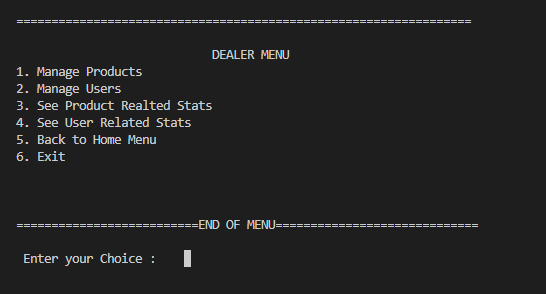 =================================================================
DEALER MENU
1. Manage Products
2. Manage Users
3. See Product Realted Stats
4. See User Related Stats
5. Back to Home Menu
6. Exit
==========================END OF MENU=============================
Enter your Choice :